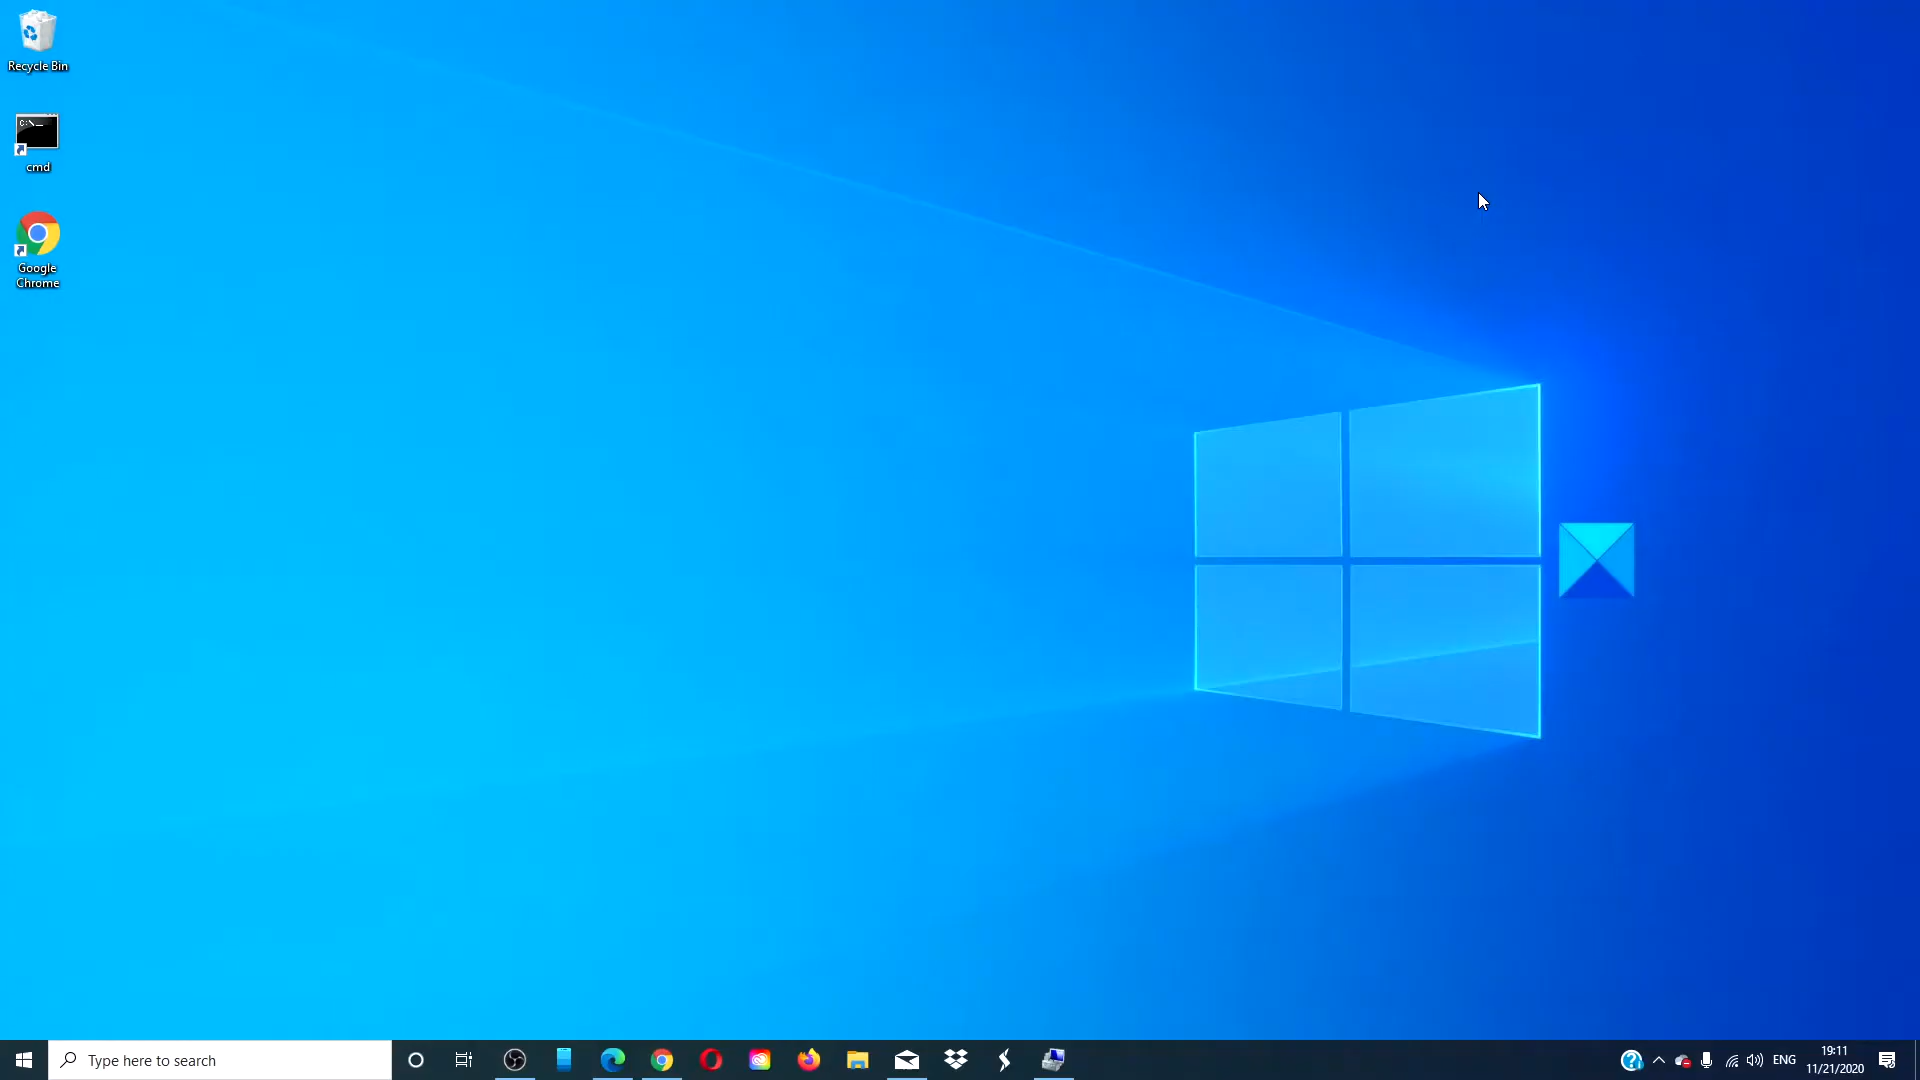 Recycle Bin
C:\._
cmd
Google
Chrome
Type here to search
ENG
19:11
11/21/2020